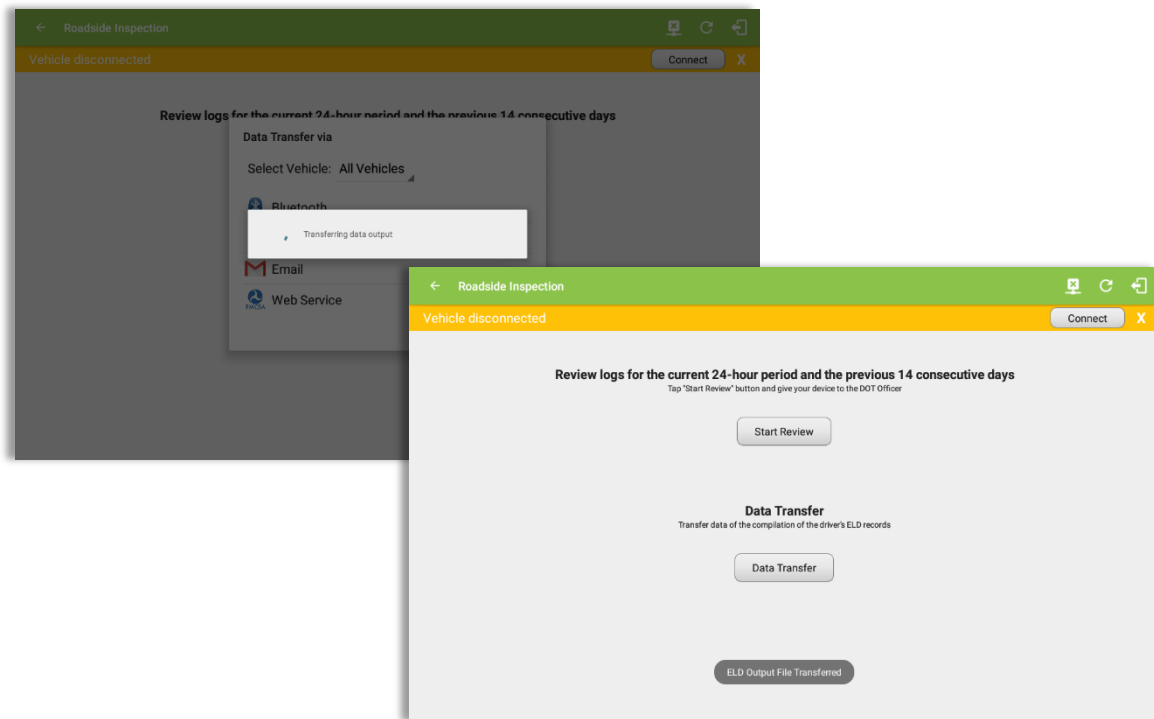 Roadside Inspection
Vehicle disconnected
Connect
X
Review logs for the current 24-hour period and the previous 14 consecutive days
Data Transfer via
Select Vehicle: All Vehicles
Bluetooth
Transferring data output
Email
FMCSA
Web Service
Roadside Inspection
Vehicle disconnected
Connect
X
Review logs for the current 24-hour period and the previous 14 consecutive days
Tap "Start Review" button and give your device to the DOT Officer
Start Review
Data Transfer
Transfer data of the compilation of the driver's ELD records
Data Transfer
ELD Output File Transferred